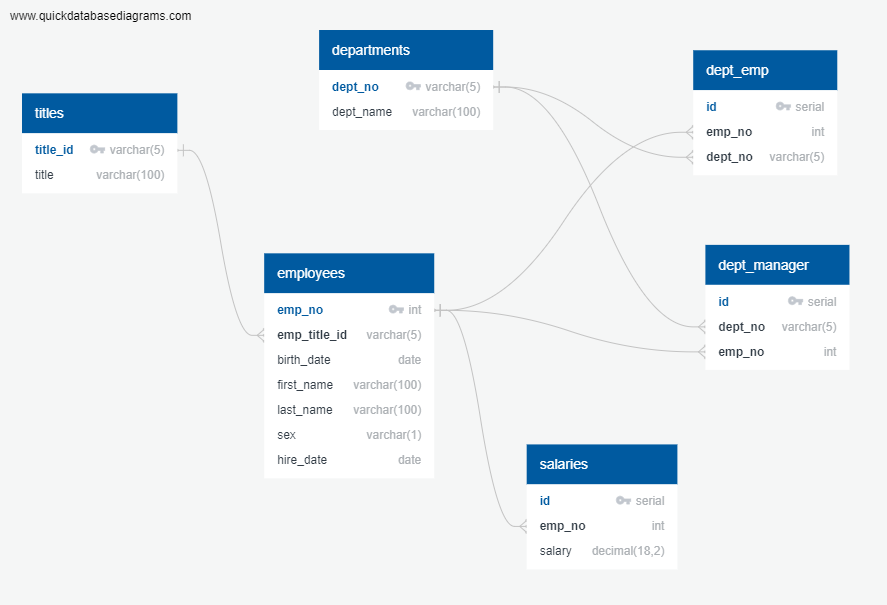 www.quickdatabasediagrams.com
titles
title_id varchar(5)
title varchar(100)
departments
dept_no varchar(5)
dept_name varchar(100)
dept_emp
id serial
emp_no int
dept_no varchar(5)
employees
emp_no int
emp_title_id varchar(5)
birth_date date
first_name varchar(100)
last_name varchar(100)
sex varchar(1)
hire_date date
dept_manager
id serial
dept_no varchar(5)
emp_no int
salaries
id serial
emp_no int
salary decimal(18,2)